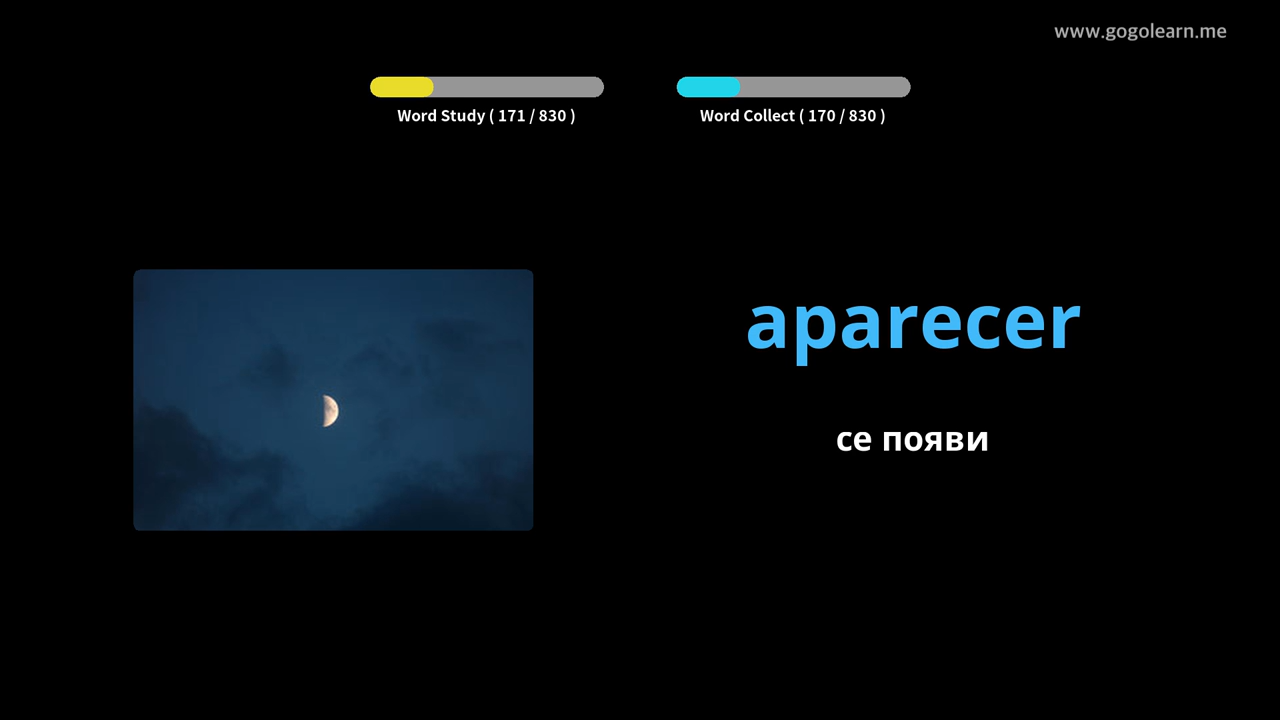 www.gogolearn.me
Word Study ( 171 / 830 )
Word Collect ( 170 / 830 )
aparecer
се появи